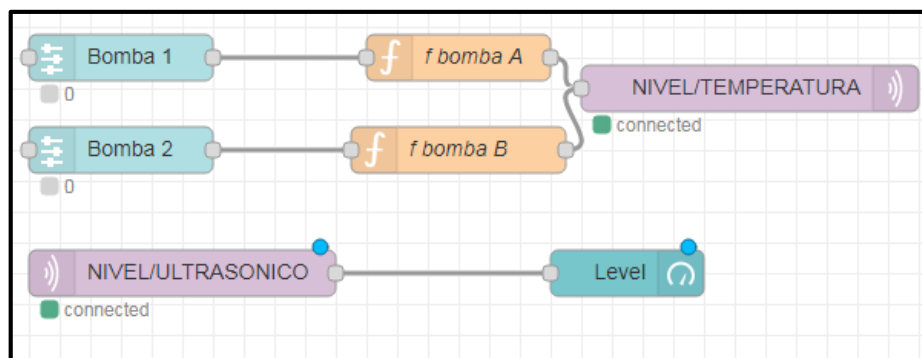 Bomba 1
f bomba A
0
NIVEL/TEMPERATURA
connected
Bomba 2
f bomba B
0
NIVEL/ULTRASONICO
Level
connected